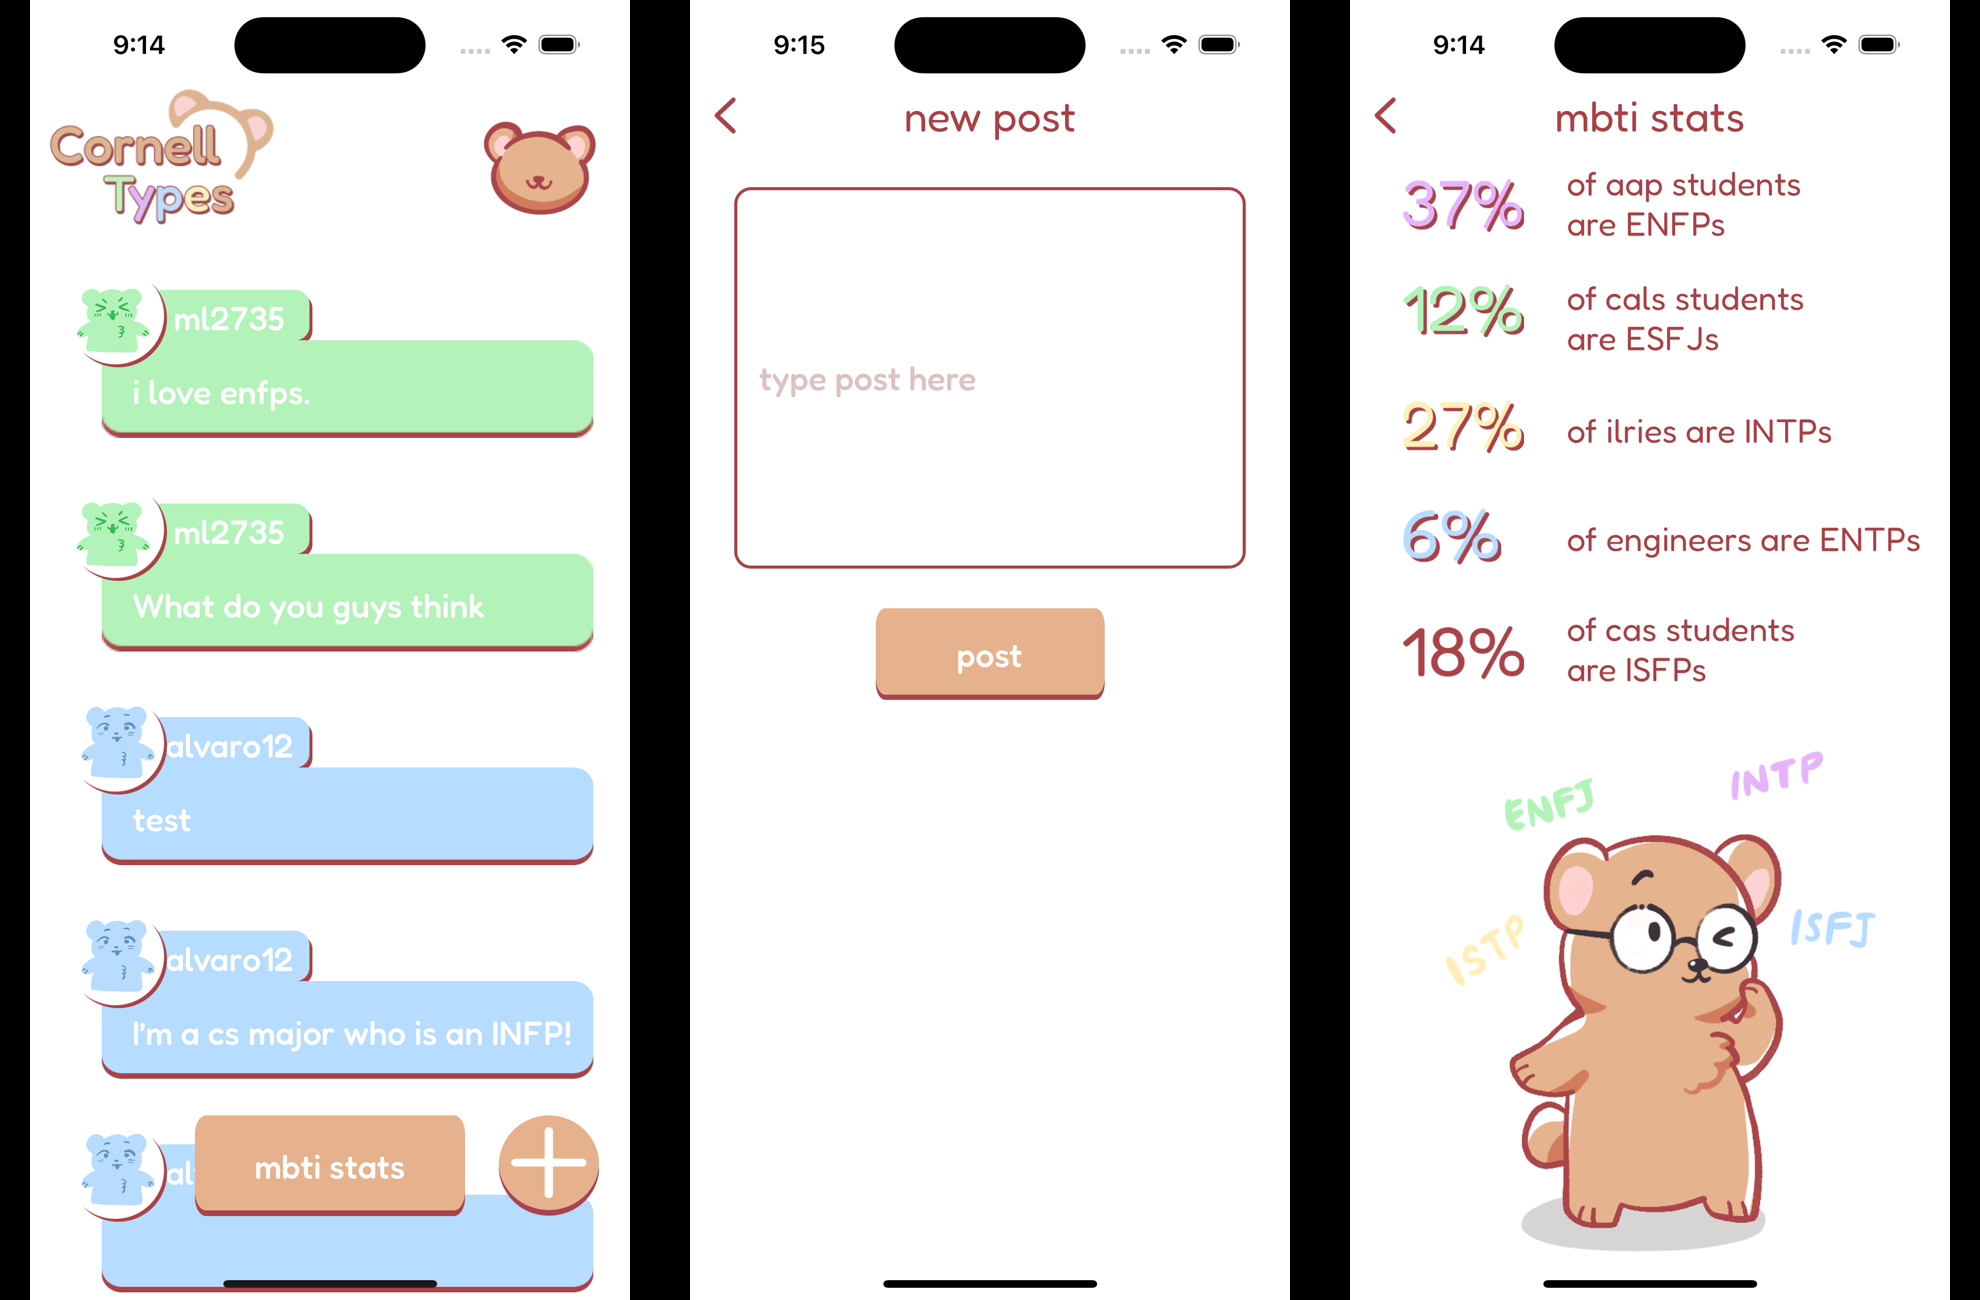 9:14
Cornell
Types
ml2735
i love enfps.
ml2735
What do you guys think
alvaro12
test
alvaro12
I'm a cs major who is an INFP!
al
mbti stats
9:15
new post
type post here
post
9:14
mbti stats
37%
of aap students
are ENFPs
12%
of cals students
are ESFJs
27%
of ilries are INTPs
6%
of engineers are ENTPs
18%
of cas students
are ISFPs
ENFJ
INTP
ISTP
ISFJ